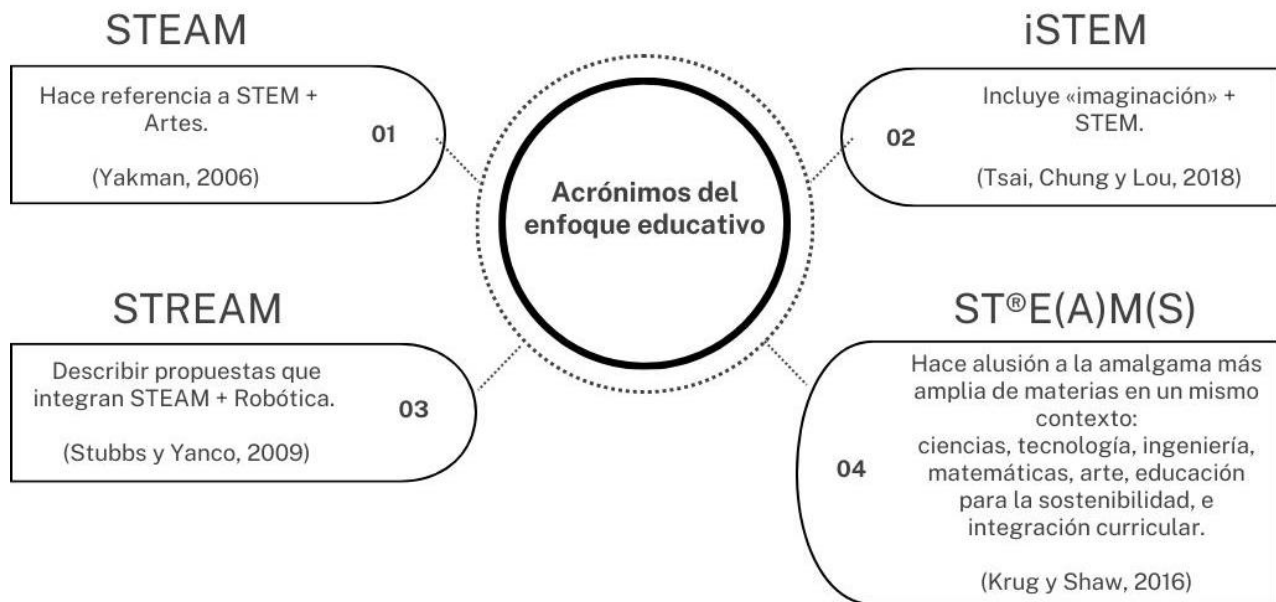 STEAM
Hace referencia a STEM +
Artes.
(Yakman, 2006)
01
iSTEM
Incluye «imaginación» +
STEM.
(Tsai, Chung y Lou, 2018)
02
Acrónimos del
enfoque educativo
STREAM
Describir propuestas que
integran STEAM + Robótica.
(Stubbs y Yanco, 2009)
03
ST®E(A)M(S)
Hace alusión a la amalgama más
amplia de materias en un mismo
contexto:
ciencias, tecnología, ingeniería,
matemáticas, arte, educación
para la sostenibilidad, e
integración curricular.
(Krug y Shaw, 2016)
04